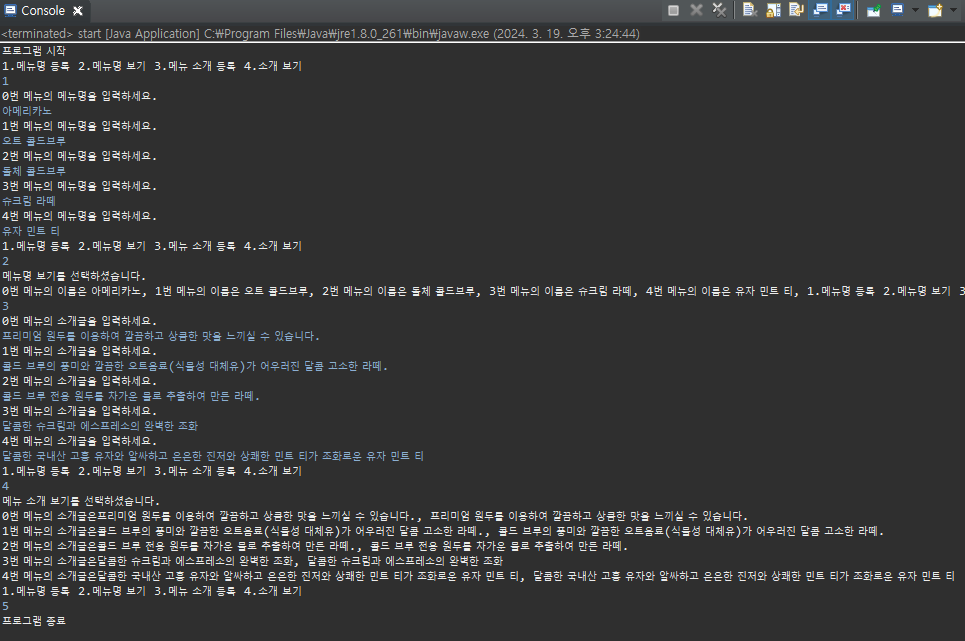 Console
<terminated> start [Java Application] C:₩Program Files₩Java₩jre1.8.0_261₩bin₩javaw.exe (2024. 3. 19. 오후 3:24:44)
프로그램 시작
1.메뉴명 등록 2.메뉴명 보기 3.메뉴 소개 등록 4.소개 보기
1
0번 메뉴의 메뉴명을 입력하세요.
아메리카노
1번 메뉴의 메뉴명을 입력하세요.
오트 콜드브루
2번 메뉴의 메뉴명을 입력하세요.
돌체 콜드브루
3번 메뉴의 메뉴명을 입력하세요.
슈크림 라떼
4번 메뉴의 메뉴명을 입력하세요.
유자 민트 티
1.메뉴명 등록 2.메뉴명 보기 3.메뉴 소개 등록 4.소개 보기
2
메뉴명 보기를 선택하셨습니다.
0번 메뉴의 이름은 아메리카노, 1번 메뉴의 이름은 오트 콜드브루, 2번 메뉴의 이름은 돌체 콜드브루, 3번 메뉴의 이름은 슈크림 라떼, 4번 메뉴의 이름은 유자 민트 티, 1.메뉴명 등록 2.메뉴명 보기 3
3
0번 메뉴의 소개글을 입력하세요.
프리미엄 원두를 이용하여 깔끔하고 상큼한 맛을 느끼실 수 있습니다.
1번 메뉴의 소개글을 입력하세요.
콜드 브루의 풍미와 깔끔한 오트음료(식물성 대체유)가 어우러진 달콤 고소한 라떼.
2번 메뉴의 소개글을 입력하세요.
콜드 브루 전용 원두를 차가운 물로 추출하여 만든 라떼.
3번 메뉴의 소개글을 입력하세요.
달콤한 슈크림과 에스프레소의 완벽한 조화
4번 메뉴의 소개글을 입력하세요.
달콤한 국내산 고흥 유자와 알싸하고 은은한 진저와 상쾌한 민트 티가 조화로운 유자 민트 티
1.메뉴명 등록 2.메뉴명 보기 3.메뉴 소개 등록 4.소개 보기
4
메뉴 소개 보기를 선택하셨습니다.
0번 메뉴의 소개글은프리미엄 원두를 이용하여 깔끔하고 상큼한 맛을 느끼실 수 있습니다., 프리미엄 원두를 이용하여 깔끔하고 상큼한 맛을 느끼실 수 있습니다.
1번 메뉴의 소개글은콜드 브루의 풍미와 깔끔한 오트음료(식물성 대체유)가 어우러진 달콤 고소한 라떼., 콜드 브루의 풍미와 깔끔한 오트음료(식물성 대체유)가 어우러진 달콤 고소한 라떼.
2번 메뉴의 소개글은콜드 브루 전용 원두를 차가운 물로 추출하여 만든 라떼., 콜드 브루 전용 원두를 차가운 물로 추출하여 만든 라떼.
3번 메뉴의 소개글은달콤한 슈크림과 에스프레소의 완벽한 조화, 달콤한 슈크림과 에스프레소의 완벽한 조화
4번 메뉴의 소개글은달콤한 국내산 고흥 유자와 알싸하고 은은한 진저와 상쾌한 민트 티가 조화로운 유자 민트 티, 달콤한 국내산 고흥 유자와 알싸하고 은은한 진저와 상쾌한 민트 티가 조화로운 유자 민트 티
1.메뉴명 등록 2.메뉴명 보기 3.메뉴 소개 등록 4.소개 보기
5
프로그램 종료